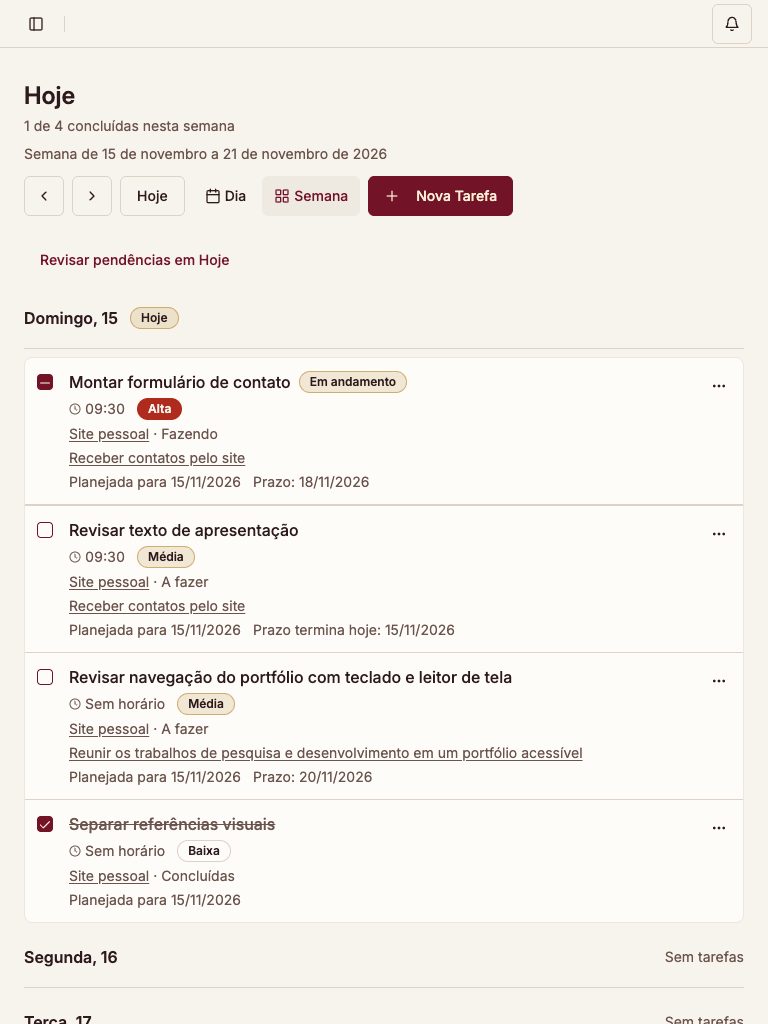 Hoje
1 de 4 concluídas nesta semana
Semana de 15 de novembro a 21 de novembro de 2026
Hoje Dia Semana Nova Tarefa
Revisar pendências em Hoje
Domingo, 15 Hoje
Montar formulário de contato Em andamento
09:30 Alta
Site pessoal · Fazendo
Receber contatos pelo site
Planejada para 15/11/2026 Prazo: 18/11/2026
Revisar texto de apresentação
09:30 Média
Site pessoal · A fazer
Receber contatos pelo site
Planejada para 15/11/2026 Prazo termina hoje: 15/11/2026
Revisar navegação do portfólio com teclado e leitor de tela
Sem horário Média
Site pessoal · A fazer
Reunir os trabalhos de pesquisa e desenvolvimento em um portfólio acessível
Planejada para 15/11/2026 Prazo: 20/11/2026
Separar referências visuais
Sem horário Baixa
Site pessoal · Concluídas
Planejada para 15/11/2026
Segunda, 16 Sem tarefas
Terça, 17 Sem tarefas